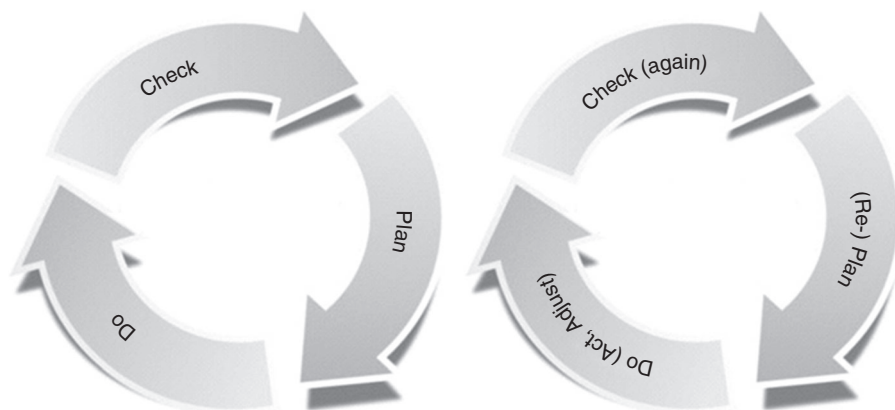 Check
Plan
Do
Check (again)
(Re-) Plan
Do (Act, Adjust)